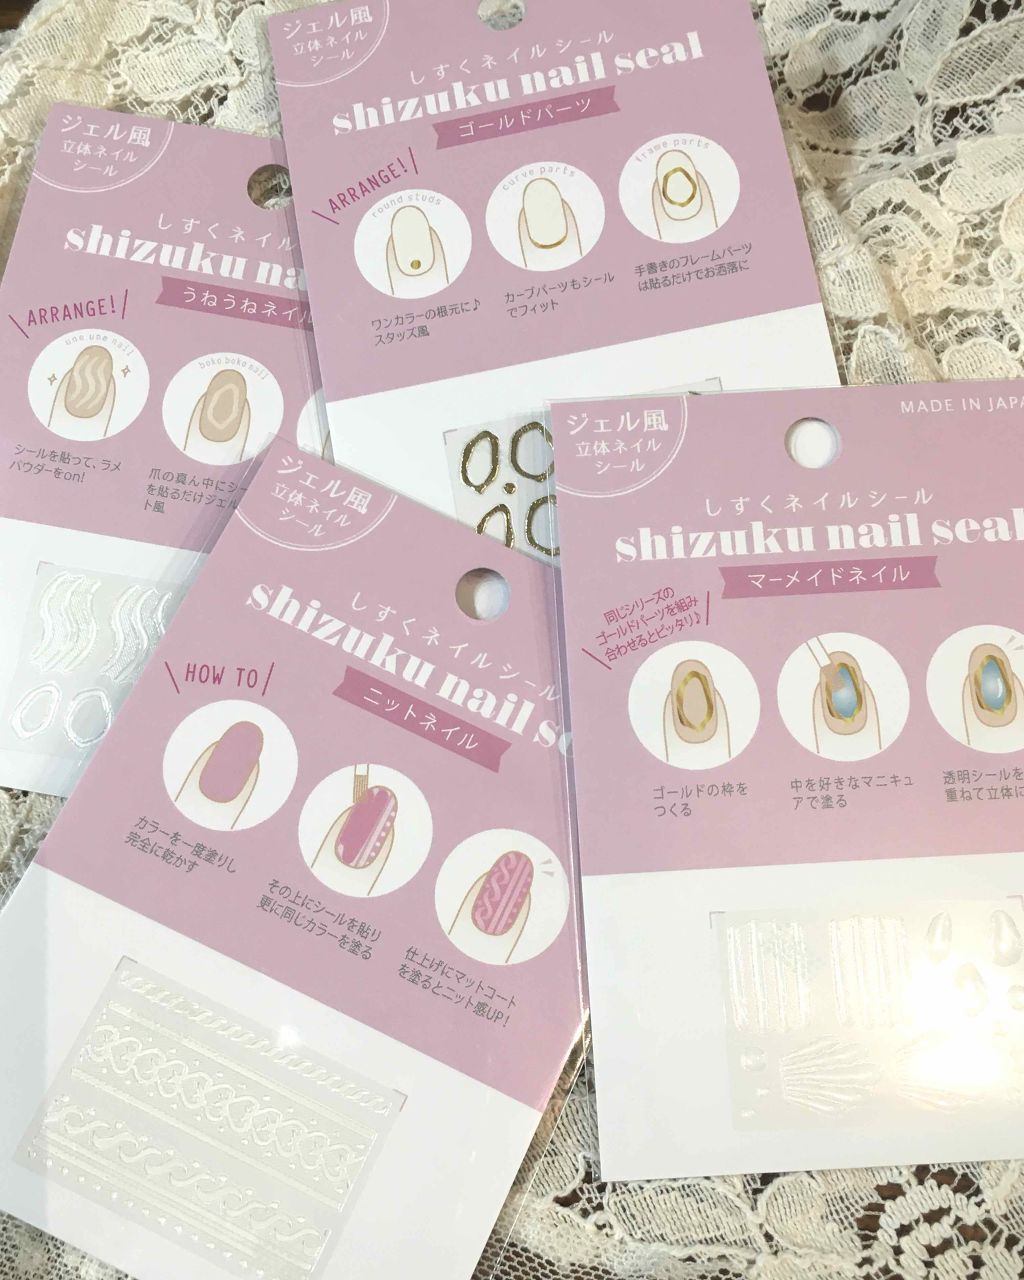 ジェル風
立体ネイル
シール
しずくネイルシール
shizuku nail seal
ゴールドパーツ
ARRANGE!
round studs
curve parts
frame parts
ワンカラーの根元に♪
スタッズ風
カーブパーツもシール
でフィット
手書きのフレームパーツ
は貼るだけでお洒落に
ジェル風
立体ネイル
シール
しずくネイル
shizuku na
うねうねネイル
ARRANGE!
une une nail
boko boko nail
シールを貼って、ラメ
パウダーをon!
爪の真ん中にシー
を貼るだけジェル
ト風
ジェル風
立体ネイル
シール
しずくネイルシール
shizuku nail se
ニットネイル
HOW TO
カラーを一度塗りし
完全に乾かす
その上にシールを貼り
更に同じカラーを塗る
仕上げにマットコート
を塗るとニット感UP!
ジェル風
立体ネイル
シール
MADE IN JAPA
しずくネイルシール
shizuku nail seal
マーメイドネイル
同じシリーズの
ゴールドパーツを組み
合わせるとピッタリ♪
ゴールドの枠を
つくる
中を好きなマニキュ
アで塗る
透明シールを
重ねて立体に